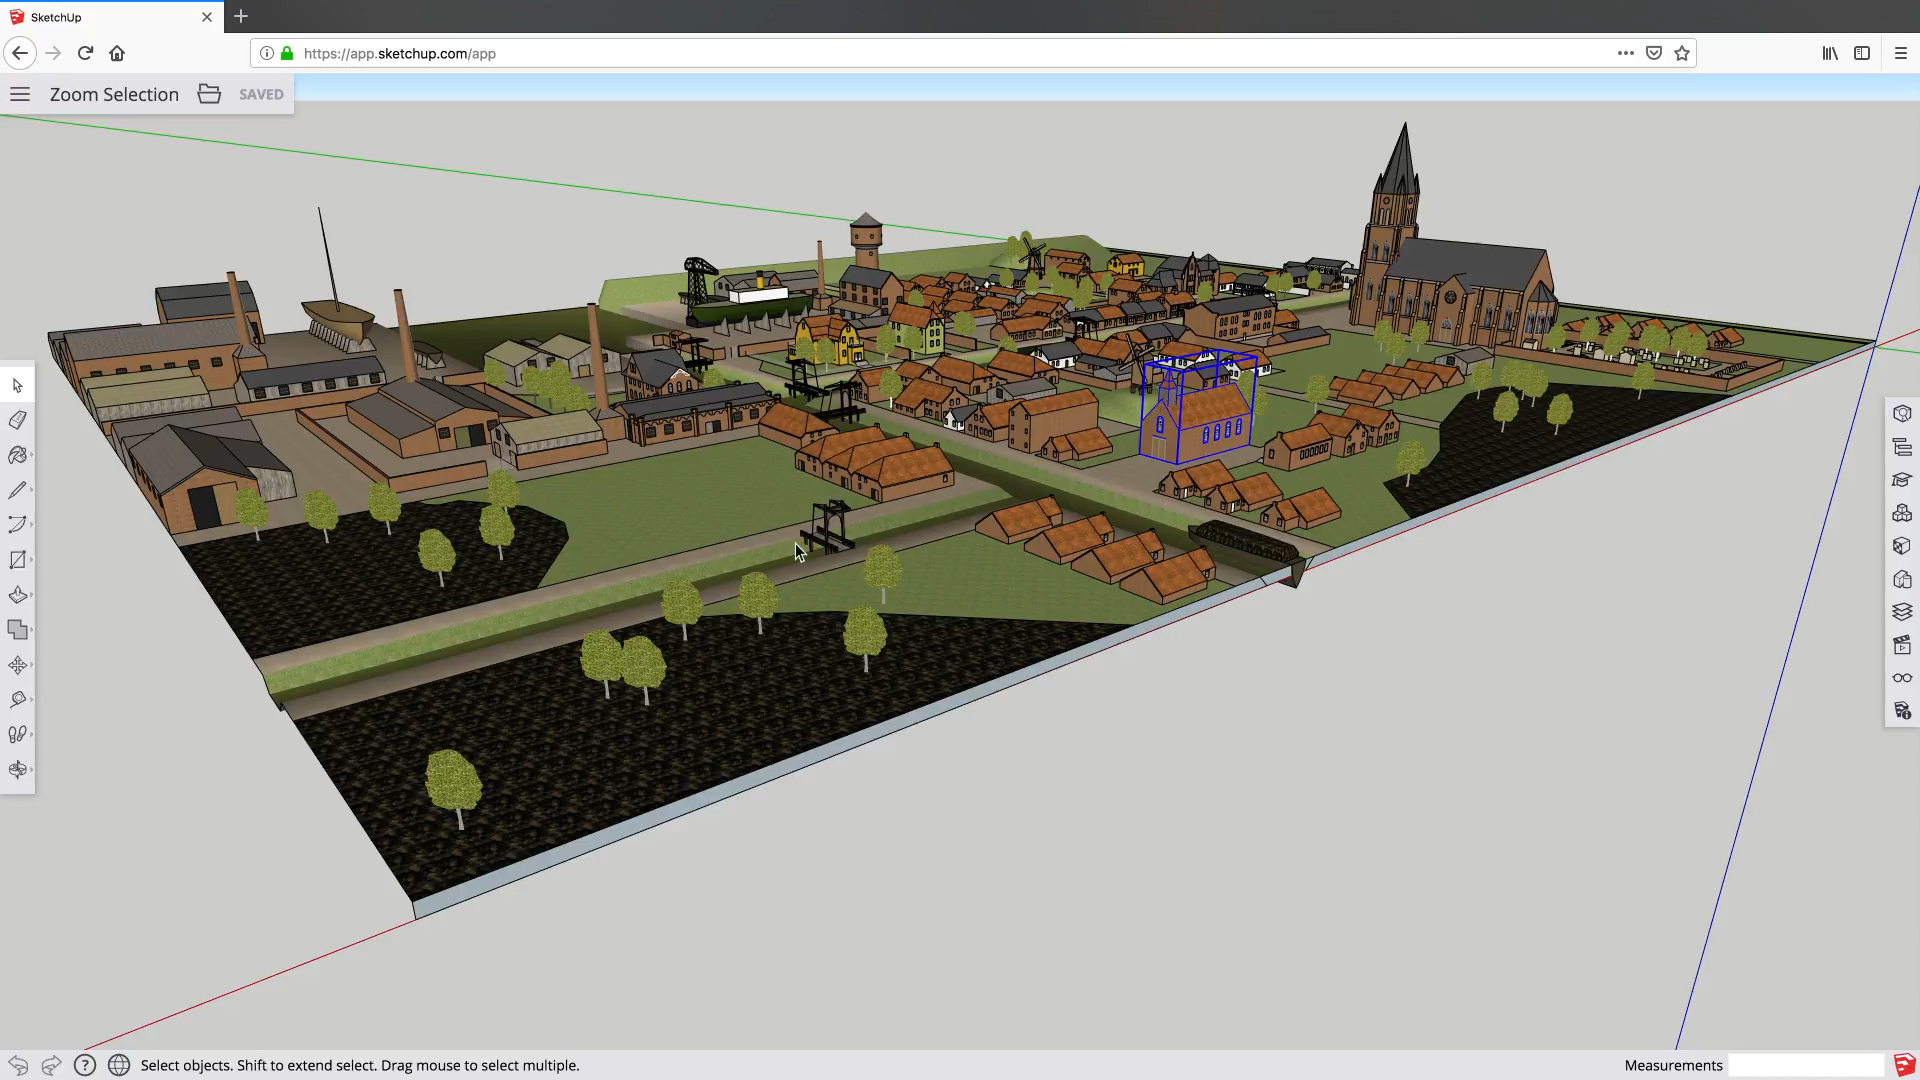 SketchUp
https://app.sketchup.com/app
Zoom Selection
SAVED
Select objects. Shift to extend select. Drag mouse to select multiple.
Measurements